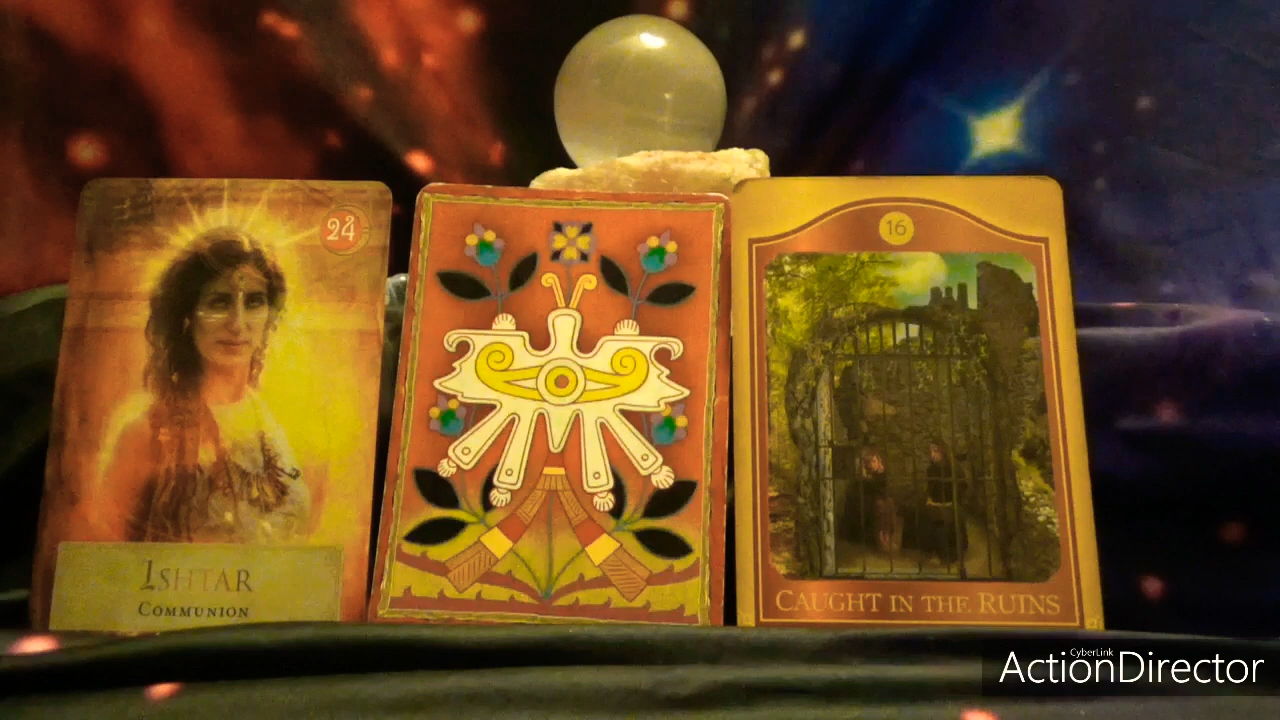 24
ISHTAR
COMMUNION
16
CAUGHT IN THE RUINS
CyberLink
ActionDirector